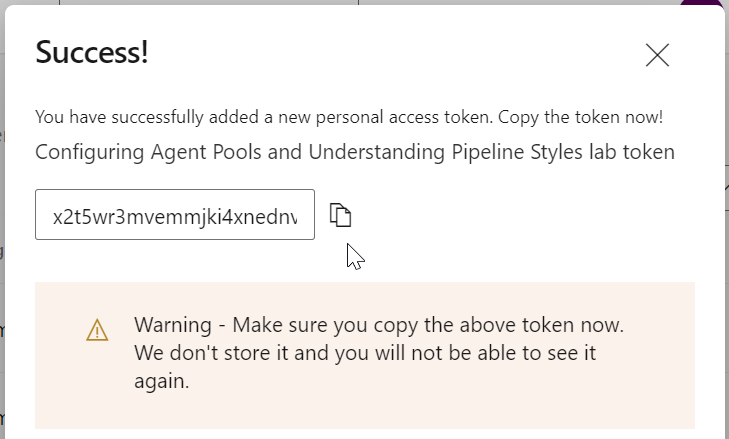 Success!
You have successfully added a new personal access token. Copy the token now!
Configuring Agent Pools and Understanding Pipeline Styles lab token
x2t5wr3mvemmjki4xnednv
Warning - Make sure you copy the above token now.
We don't store it and you will not be able to see it
again.